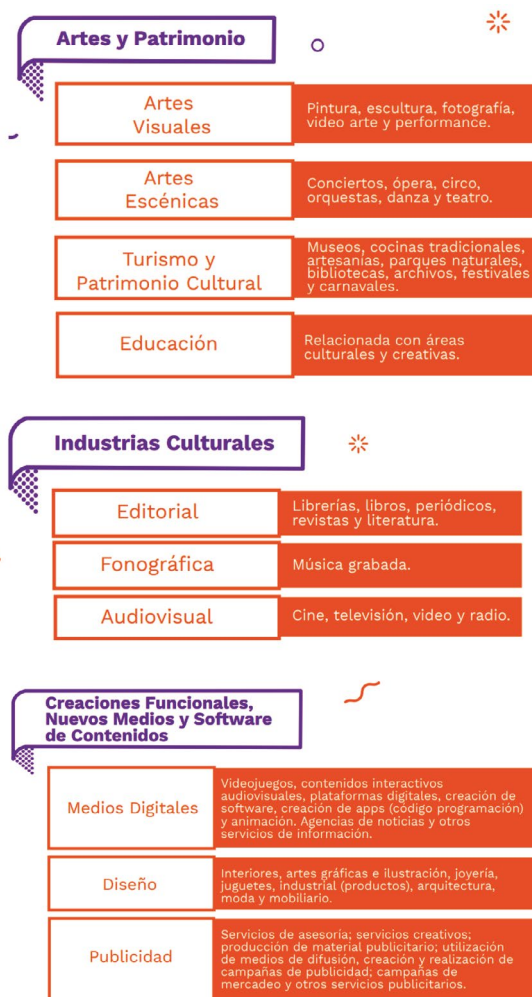 Artes y Patrimonio
Artes
Visuales
Pintura, escultura, fotografía,
video arte y performance.
Artes
Escénicas
Conciertos, ópera, circo,
orquestas, danza y teatro.
Turismo y
Patrimonio Cultural
Museos, cocinas tradicionales,
artesanías, parques naturales,
bibliotecas, archivos, festivales
y carnavales.
Educación
Relacionada con áreas
culturales y creativas.
Industrias Culturales
Editorial
Librerías, libros, periódicos,
revistas y literatura.
Fonográfica
Música grabada.
Audiovisual
Cine, televisión, video y radio.
Creaciones Funcionales,
Nuevos Medios y Software
de Contenidos
Medios Digitales
Videojuegos, contenidos interactivos
audiovisuales, plataformas digitales, creación de
software, creación de apps (código programación)
y animación. Agencias de noticias y otros
servicios de información.
Diseño
Interiores, artes gráficas e ilustración, joyería,
juguetes, industrial (productos), arquitectura,
moda y mobiliario.
Publicidad
Servicios de asesoría; servicios creativos;
producción de material publicitario; utilización
de medios de difusión, creación y realización de
campañas de publicidad; campañas de
mercadeo y otros servicios publicitarios.